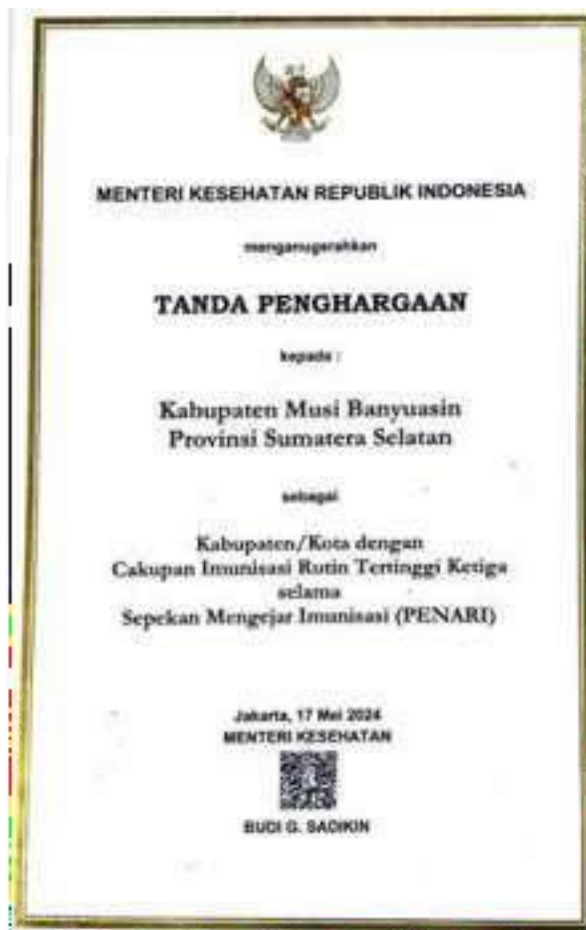 MENTERI KESEHATAN REPUBLIK INDONESIA
menganugerahkan
TANDA PENGHARGAAN
kepada :
Kabupaten Musi Banyuasin
Provinsi Sumatera Selatan
sebagai
Kabupaten/Kota dengan
Cakupan Imunisasi Rutin Tertinggi Ketiga
selama
Sepekan Mengejar Imunisasi (PENARI)
Jakarta, 17 Mei 2024
MENTERI KESEHATAN
BUDI G. SADIKIN